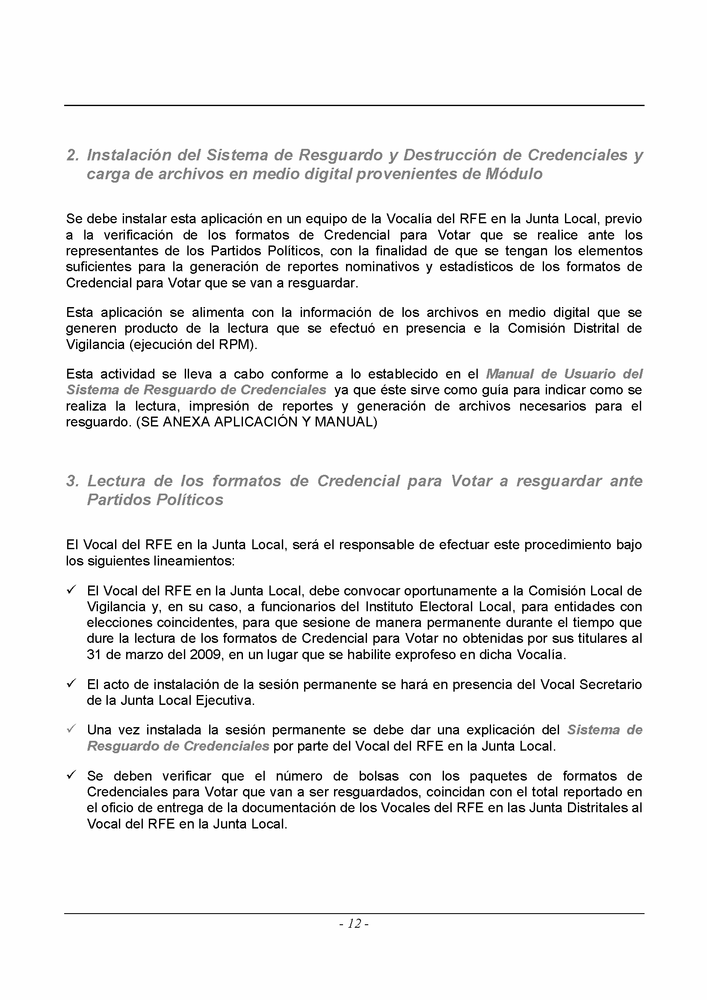 2. Instalación del Sistema de Resguardo y Destrucción de Credenciales y
carga de archivos en medio digital provenientes de Módulo
Se debe instalar esta aplicación en un equipo de la Vocalía del RFE en la Junta Local, previo
a la verificación de los formatos de Credencial para Votar que se realice ante los
representantes de los Partidos Políticos, con la finalidad de que se tengan los elementos
suficientes para la generación de reportes nominativos y estadísticos de los formatos de
Credencial para Votar que se van a resguardar.
Esta aplicación se alimenta con la información de los archivos en medio digital que se
generen producto de la lectura que se efectuó en presencia e la Comisión Distrital de
Vigilancia (ejecución del RPM).
Esta actividad se lleva a cabo conforme a lo establecido en el Manual de Usuario del
Sistema de Resguardo de Credenciales ya que éste sirve como guía para indicar como se
realiza la lectura, impresión de reportes y generación de archivos necesarios para el
resguardo. (SE ANEXA APLICACIÓN Y MANUAL)
3. Lectura de los formatos de Credencial para Votar a resguardar ante
Partidos Políticos
El Vocal del RFE en la Junta Local, será el responsable de efectuar este procedimiento bajo
los siguientes lineamientos:
✓ El Vocal del RFE en la Junta Local, debe convocar oportunamente a la Comisión Local de
Vigilancia y, en su caso, a funcionarios del Instituto Electoral Local, para entidades con
elecciones coincidentes, para que sesione de manera permanente durante el tiempo que
dure la lectura de los formatos de Credencial para Votar no obtenidas por sus titulares al
31 de marzo del 2009, en un lugar que se habilite exprofeso en dicha Vocalía.
✓ El acto de instalación de la sesión permanente se hará en presencia del Vocal Secretario
de la Junta Local Ejecutiva.
✓ Una vez instalada la sesión permanente se debe dar una explicación del Sistema de
Resguardo de Credenciales por parte del Vocal del RFE en la Junta Local.
✓ Se deben verificar que el número de bolsas con los paquetes de formatos de
Credenciales para Votar que van a ser resguardados, coincidan con el total reportado en
el oficio de entrega de la documentación de los Vocales del RFE en las Junta Distritales al
Vocal del RFE en la Junta Local.
- 12 -